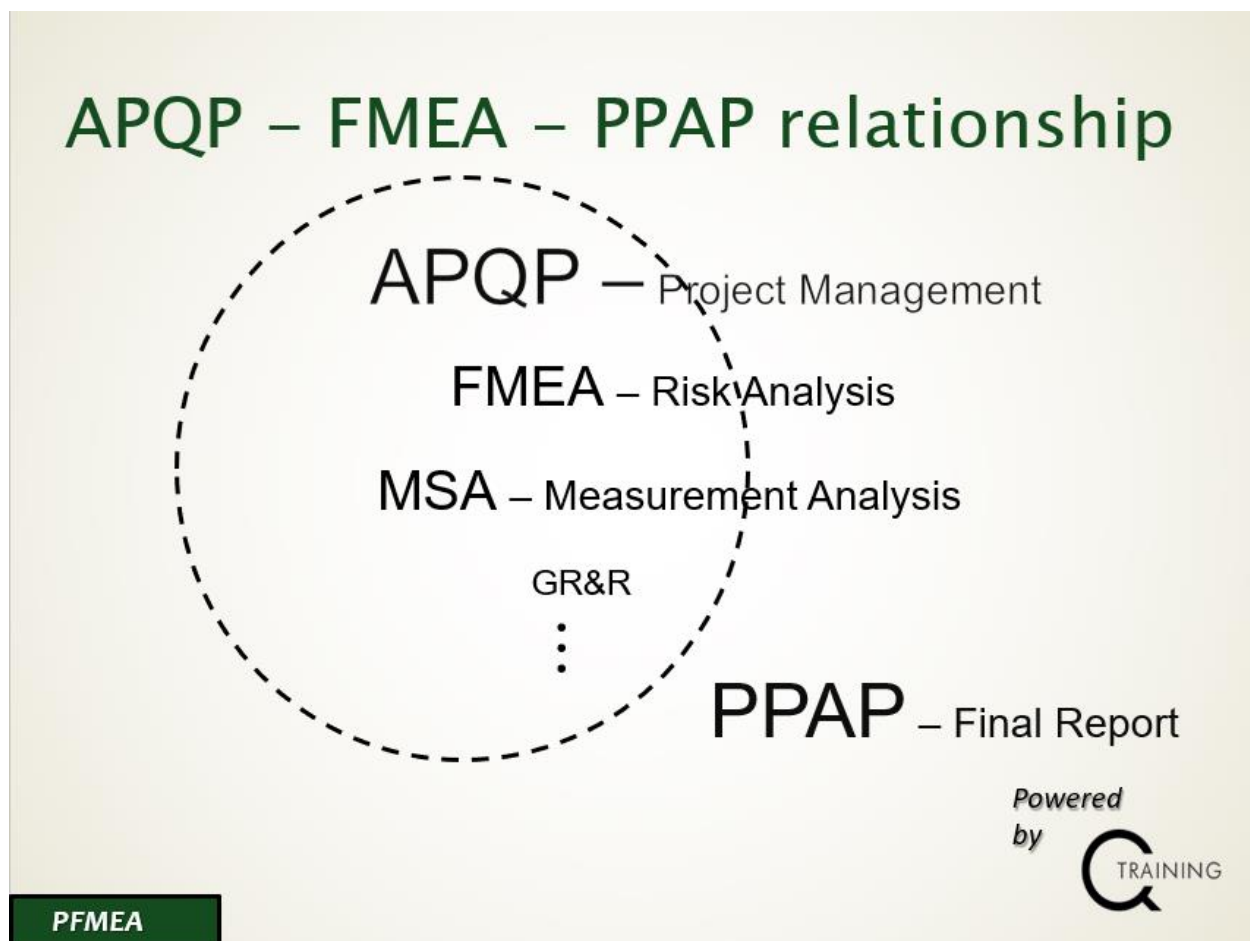 APQP – FMEA – PPAP relationship
APQP – Project Management
FMEA – Risk Analysis
MSA – Measurement Analysis
GR&R
PPAP – Final Report
Powered
by
TRAINING
PFMEA